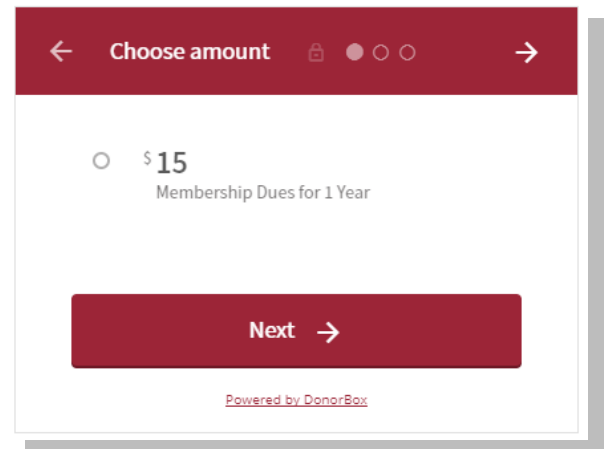 Choose amount
$ 15
Membership Dues for 1 Year
Next
Powered by DonorBox